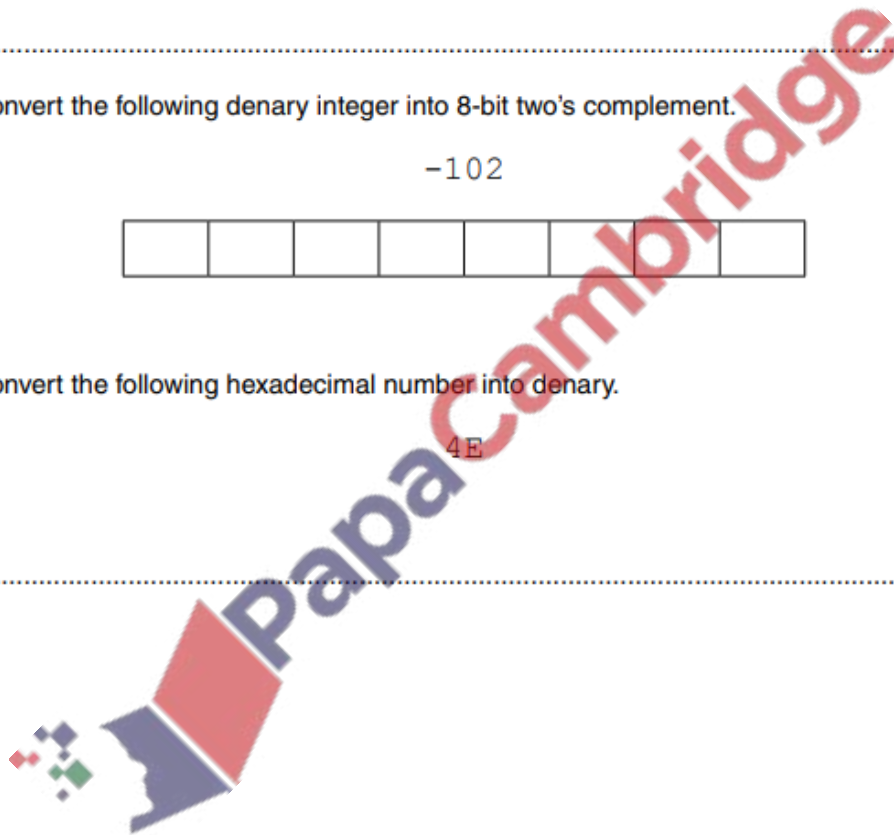 onvert the following denary integer into 8-bit two's complement.
-102
onvert the following hexadecimal number into denary.
4E
PapaCambridge